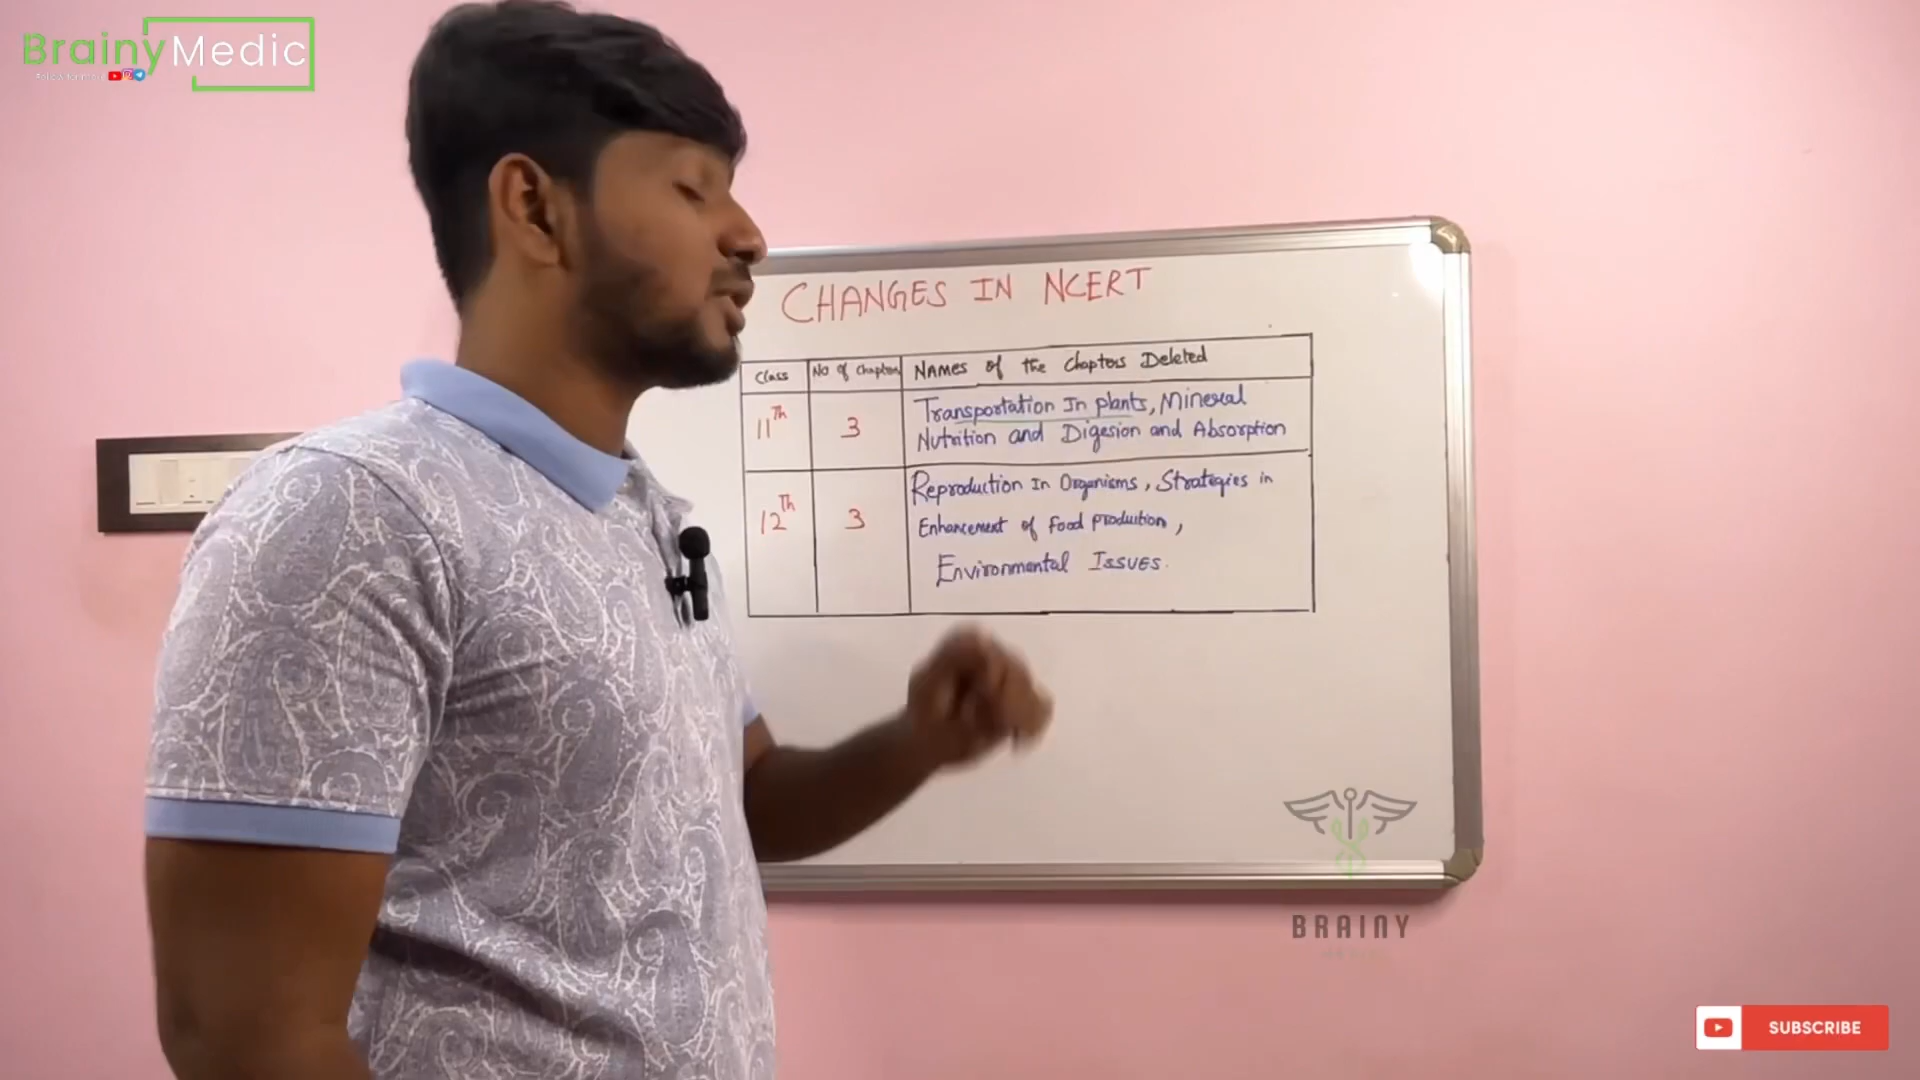 BrainyMedic
CHANGES IN NCERT
Class
No of Chapters
NAMES of the Chapters Deleted
11Th
3
Transportation In plants, Mineral
Nutrition and Digesion and Absorption
12Th
3
Reproduction In Organisms, Strategies in
Enhancement of food production,
Environmental Issues.
BRAINY
SUBSCRIBE